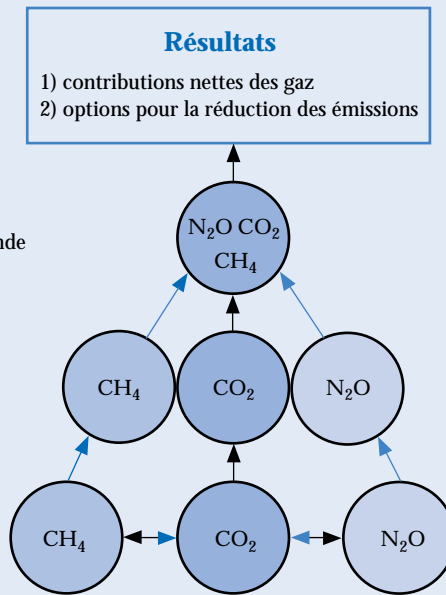 Résultats
1) contributions nettes des gaz
2) options pour la réduction des émissions
N₂O CO₂
CH₄
CH₄ CO₂ N₂O
CH₄ CO₂ N₂O